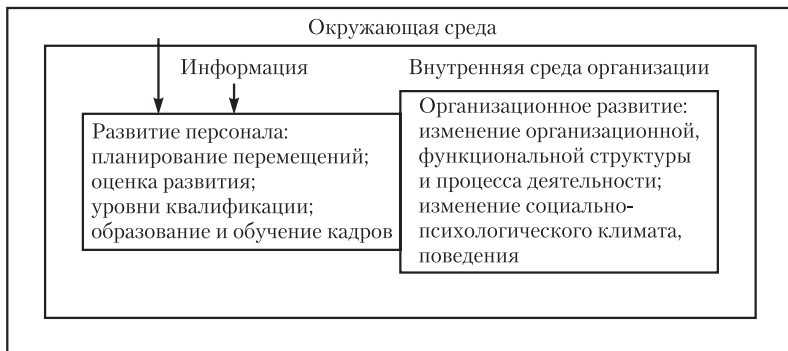 Окружающая среда
Информация
Внутренняя среда организации
Развитие персонала:
планирование перемещений;
оценка развития;
уровни квалификации;
образование и обучение кадров
Организационное развитие:
изменение организационной,
функциональной структуры
и процесса деятельности;
изменение социально-
психологического климата,
поведения